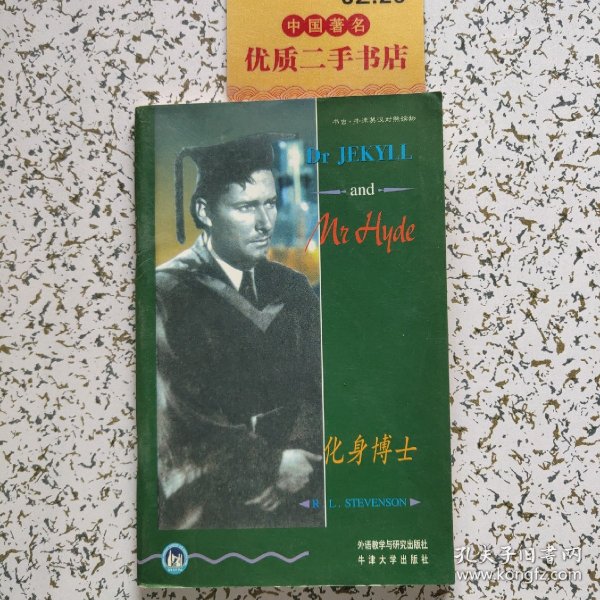 中国著名
优质二手书店
书虫·牛津英汉对照读物
Dr JEKYLL
and
Mr Hyde
化身博士
R. L. STEVENSON
外语教学与研究出版社
牛津大学出版社
孔夫子旧书网
kongfz.com